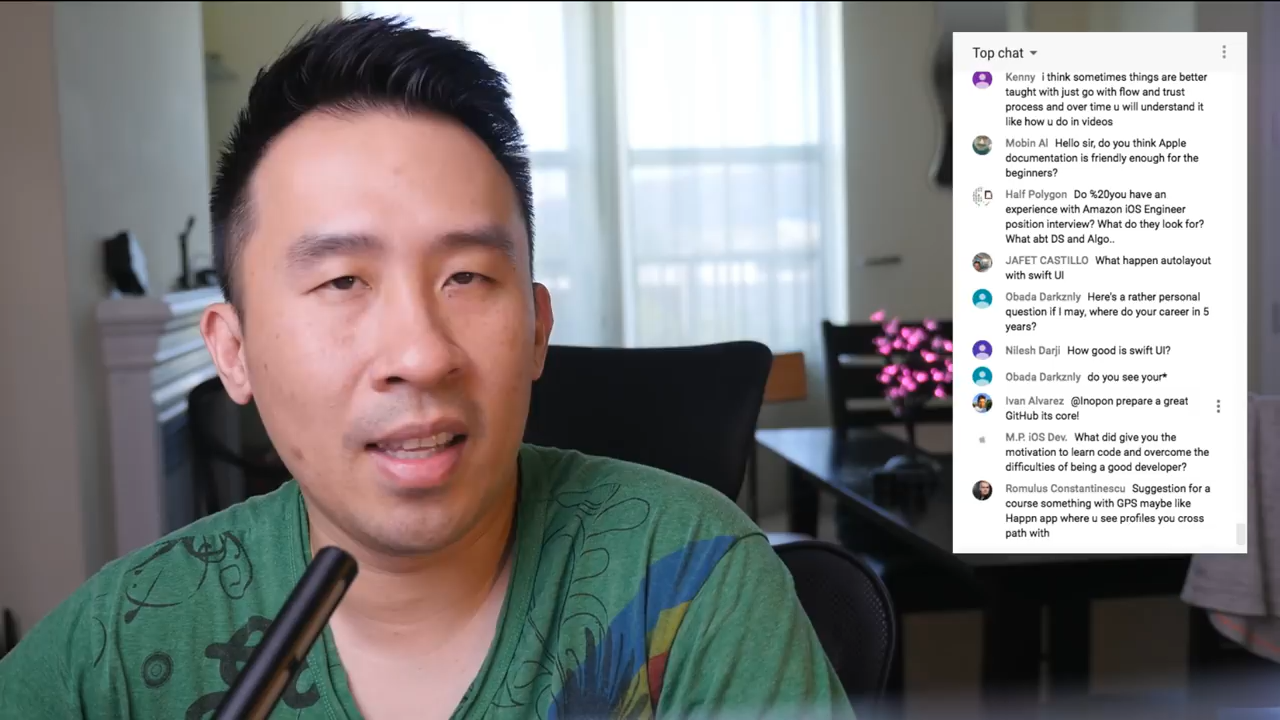 Top chat
Kenny i think sometimes things are better
taught with just go with flow and trust
process and over time u will understand it
like how u do in videos
Mobin Al Hello sir, do you think Apple
documentation is friendly enough for the
beginners?
Half Polygon Do %20you have an
experience with Amazon iOS Engineer
position interview? What do they look for?
What abt DS and Algo..
JAFET CASTILLO What happen autolayout
with swift UI
Obada Darkznly Here's a rather personal
question if I may, where do your career in 5
years?
Nilesh Darji How good is swift UI?
Obada Darkznly do you see your*
Ivan Alvarez @Inopon prepare a great
GitHub its core!
M.P. iOS Dev. What did give you the
motivation to learn code and overcome the
difficulties of being a good developer?
Romulus Constantinescu Suggestion for a
course something with GPS maybe like
Happn app where u see profiles you cross
path with